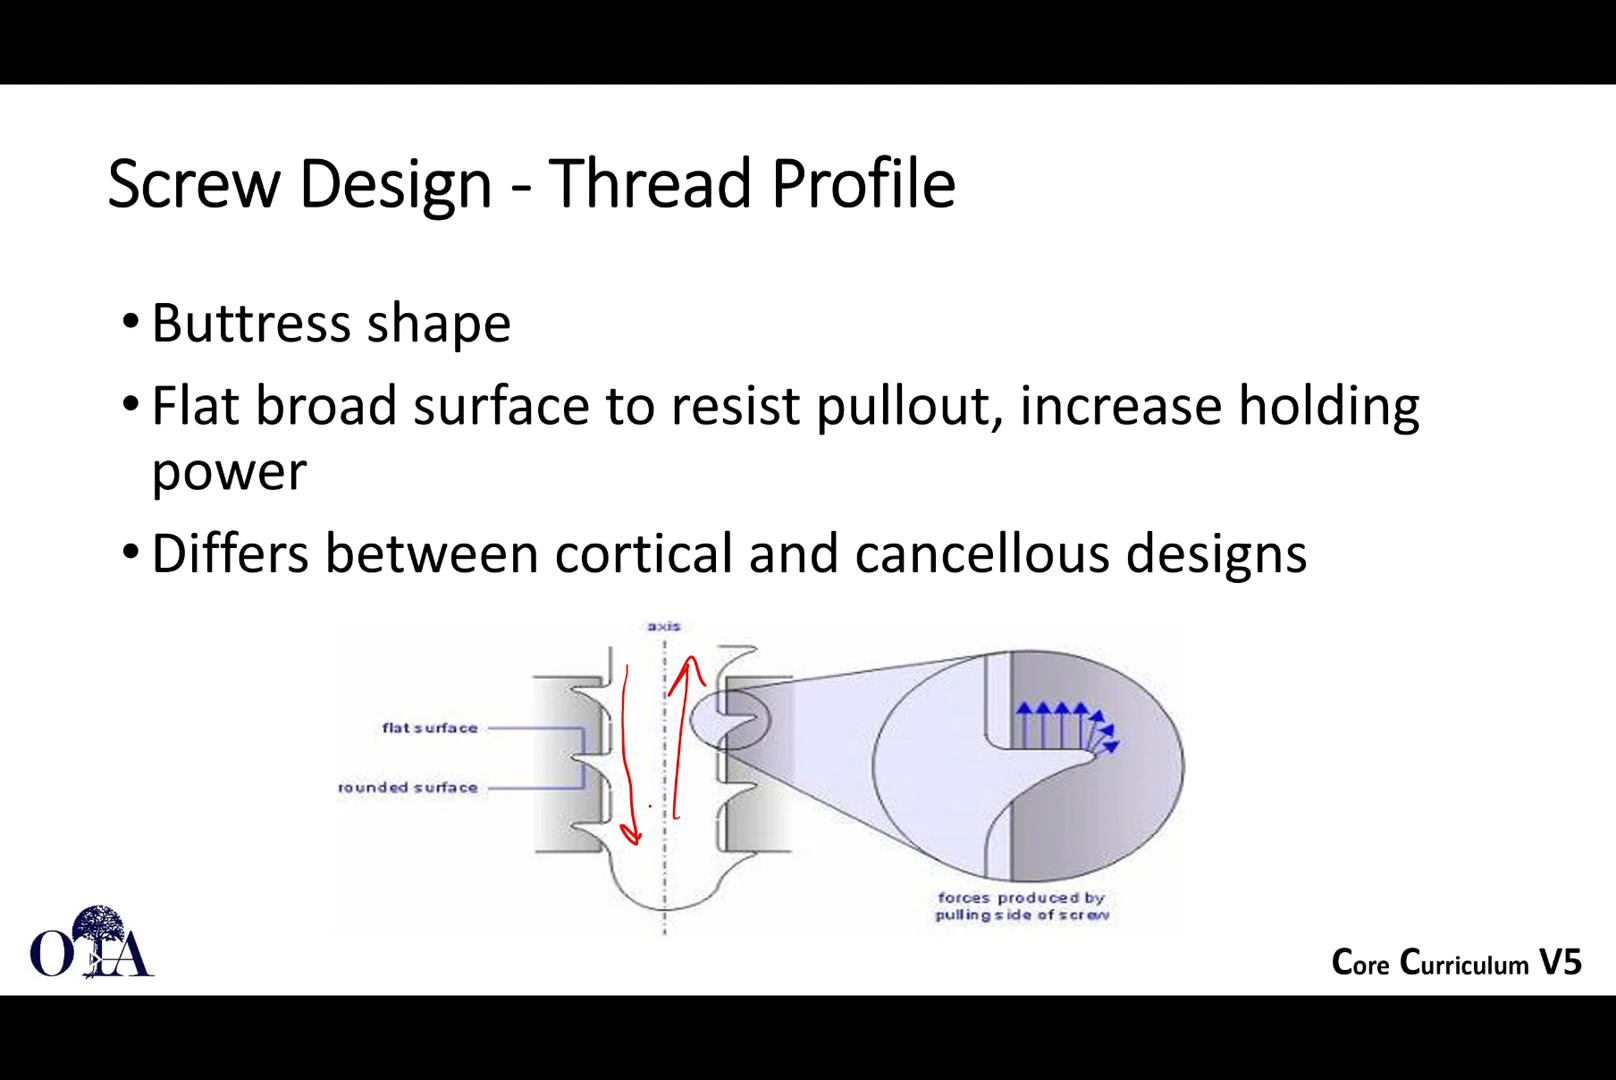 Screw Design - Thread Profile
• Buttress shape
• Flat broad surface to resist pullout, increase holding
power
• Differs between cortical and cancellous designs
axis
flat surface
rounded surface
forces produced by
pulling side of screw
OTA
Core Curriculum V5